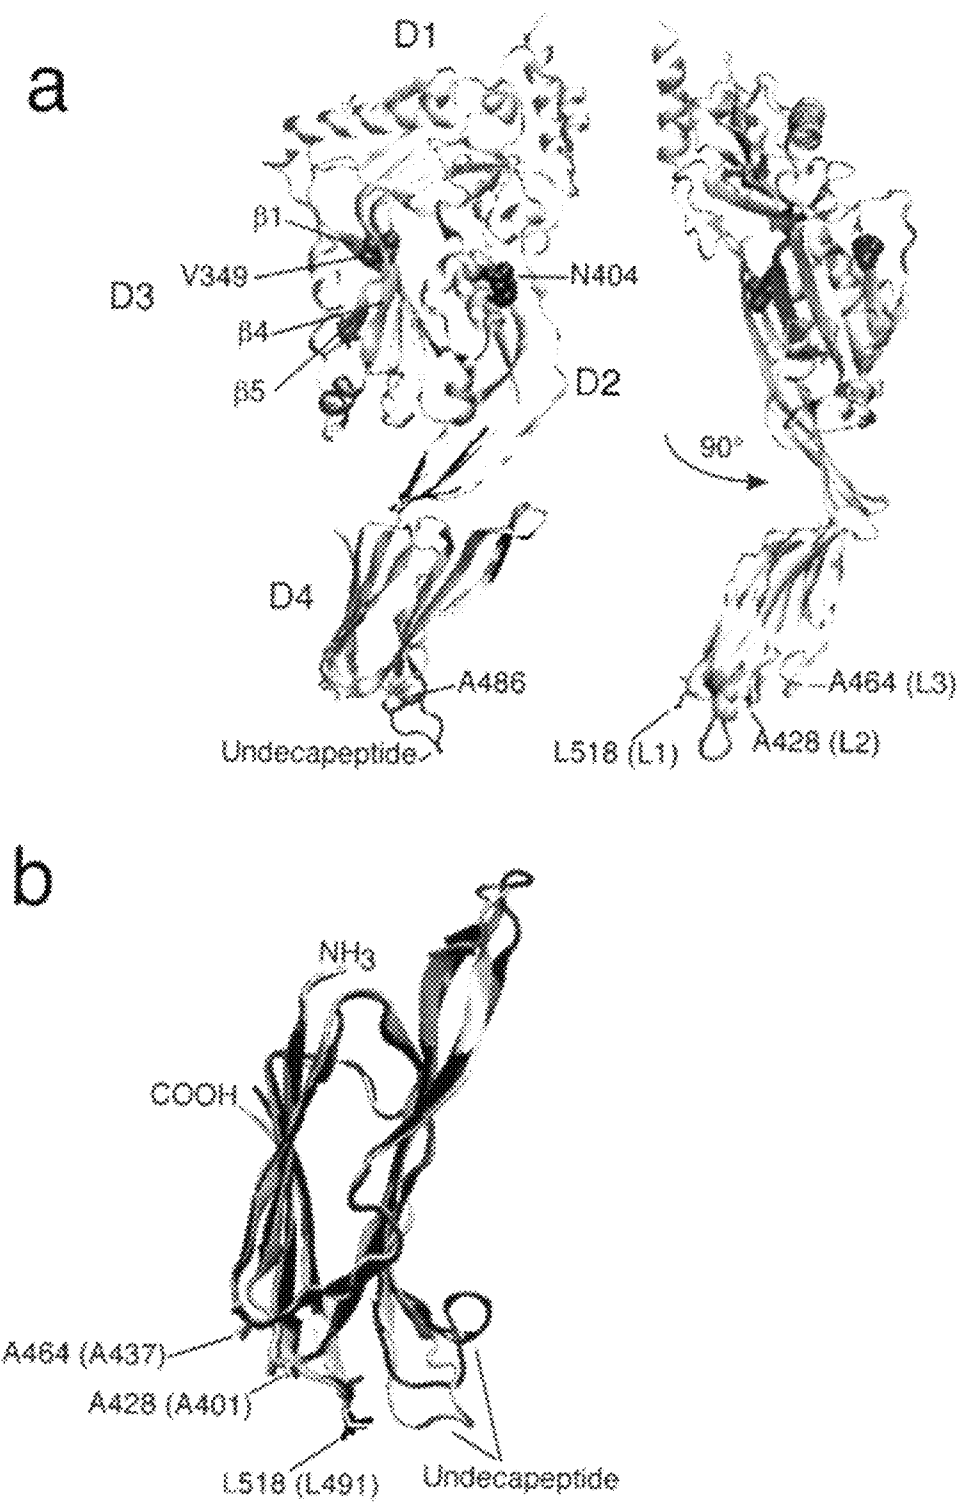 a
D1
β1
V349
D3
N404
β4
β5
D2
90°
D4
A486
A464 (L3)
Undecapeptide
L518 (L1)
A428 (L2)
b
NH3
COOH
A464 (A437)
A428 (A401)
L518 (L491)
Undecapeptide